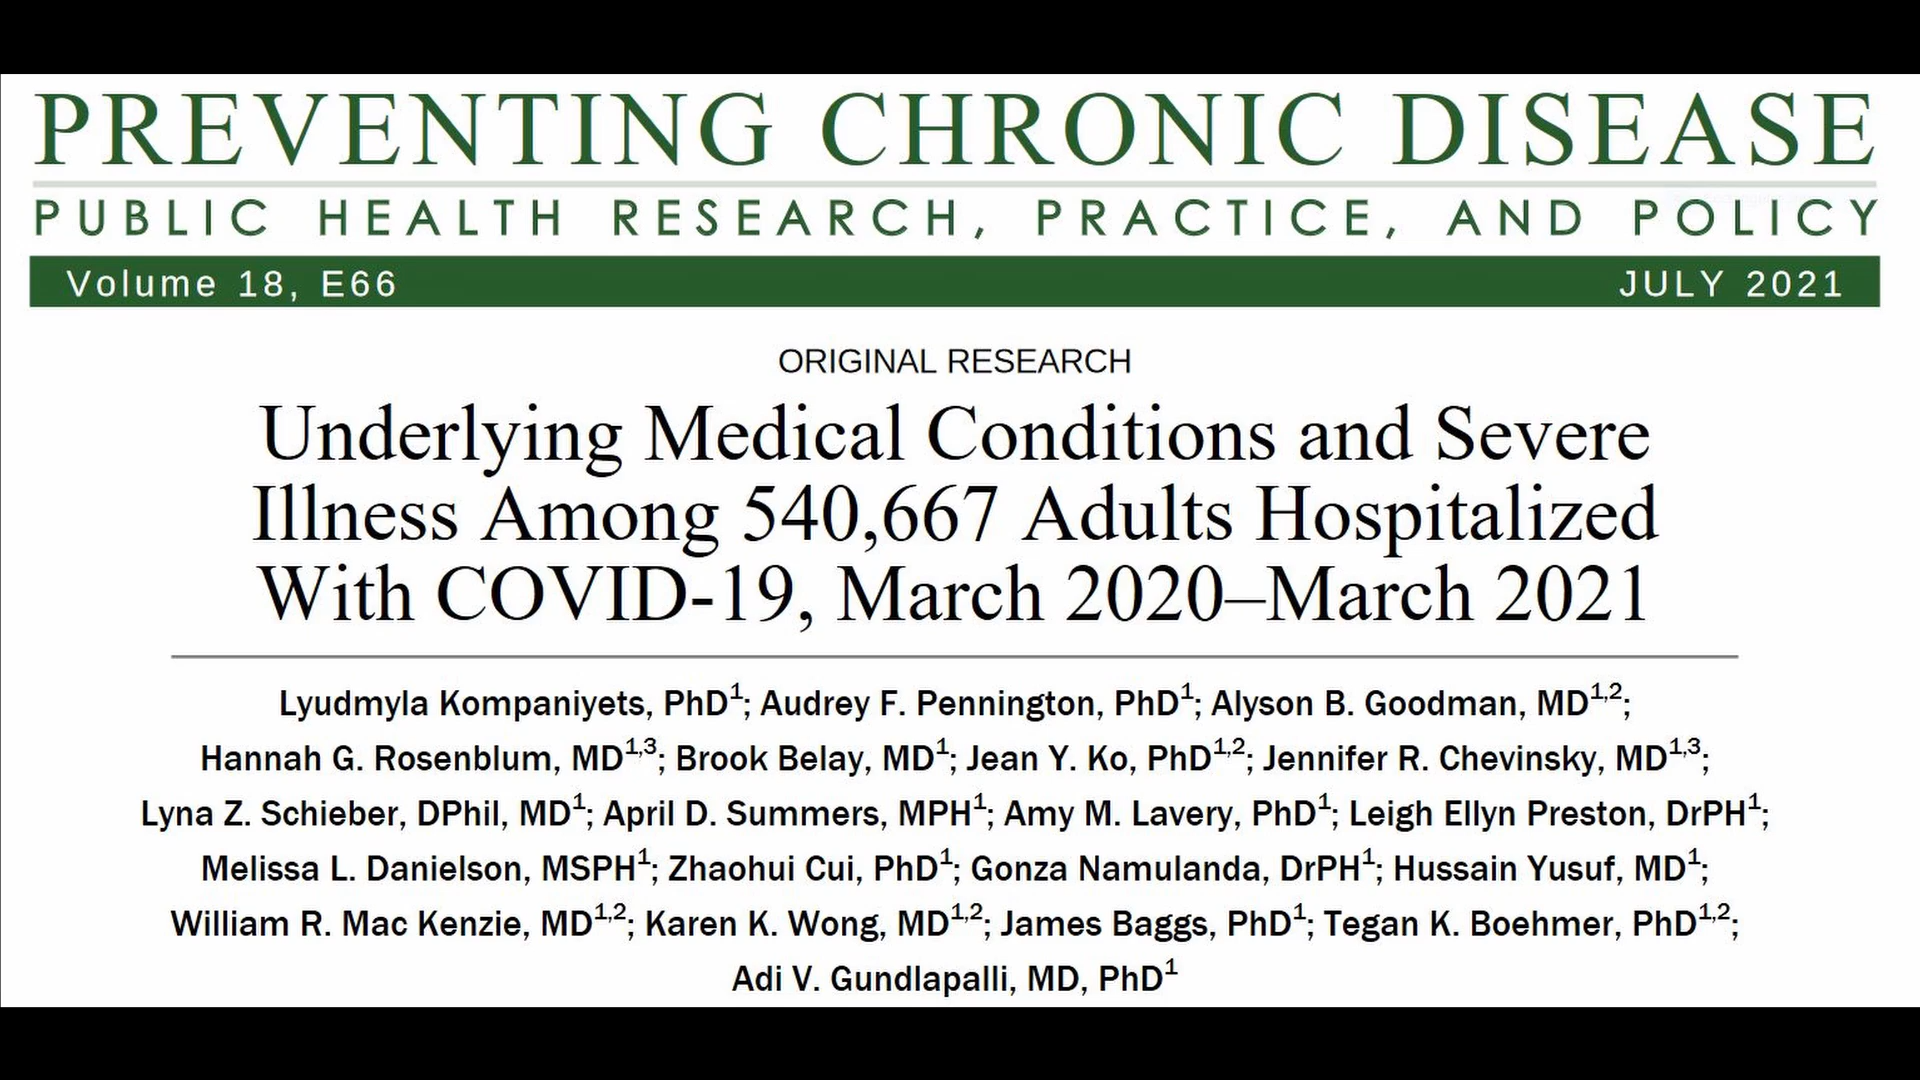 PREVENTING CHRONIC DISEASE
PUBLIC HEALTH RESEARCH, PRACTICE, AND POLICY
Volume 18, E66 JULY 2021
ORIGINAL RESEARCH
Underlying Medical Conditions and Severe
Illness Among 540,667 Adults Hospitalized
With COVID-19, March 2020–March 2021
Lyudmyla Kompaniyets, PhD1; Audrey F. Pennington, PhD1; Alyson B. Goodman, MD1,2;
Hannah G. Rosenblum, MD1,3; Brook Belay, MD1; Jean Y. Ko, PhD1,2; Jennifer R. Chevinsky, MD1,3;
Lyna Z. Schieber, DPhil, MD1; April D. Summers, MPH1; Amy M. Lavery, PhD1; Leigh Ellyn Preston, DrPH1;
Melissa L. Danielson, MSPH1; Zhaohui Cui, PhD1; Gonza Namulanda, DrPH1; Hussain Yusuf, MD1;
William R. Mac Kenzie, MD1,2; Karen K. Wong, MD1,2; James Baggs, PhD1; Tegan K. Boehmer, PhD1,2;
Adi V. Gundlapalli, MD, PhD1